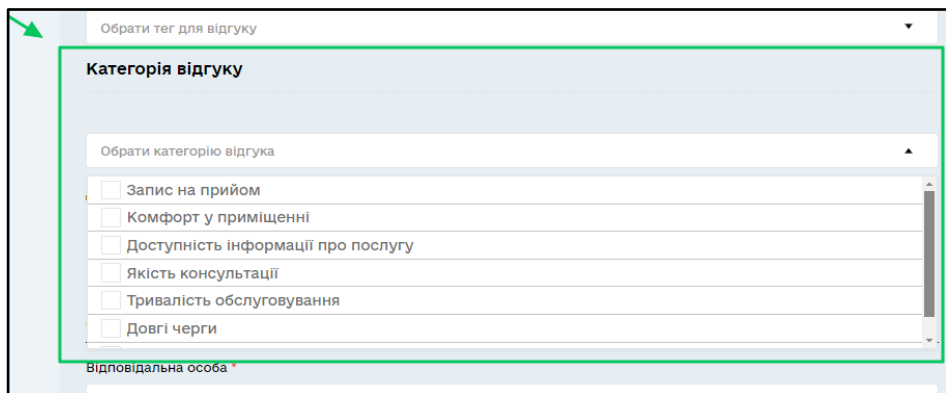 Обрати тег для відгуку
Категорія відгуку
Обрати категорію відгука
Запис на прийом
Комфорт у приміщенні
Доступність інформації про послугу
Якість консультації
Тривалість обслуговування
Довгі черги
Відповідальна особа *